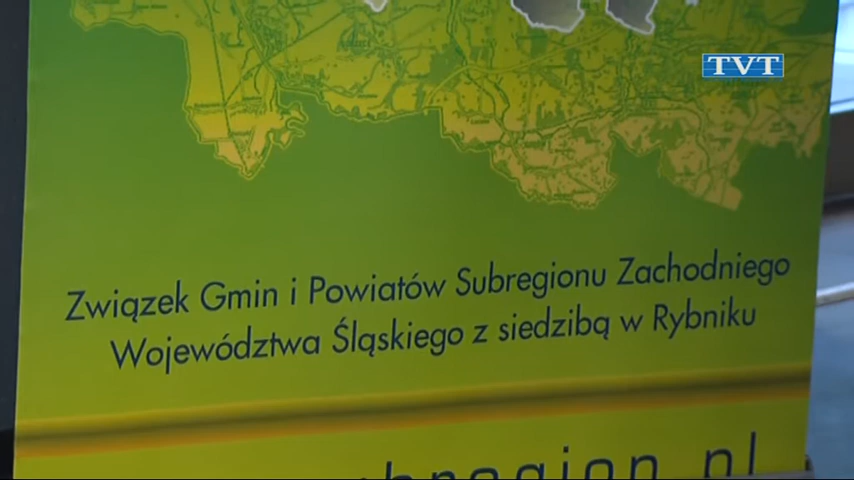 TVT
Związek Gmin i Powiatów Subregionu Zachodniego
Województwa Śląskiego z siedzibą w Rybniku